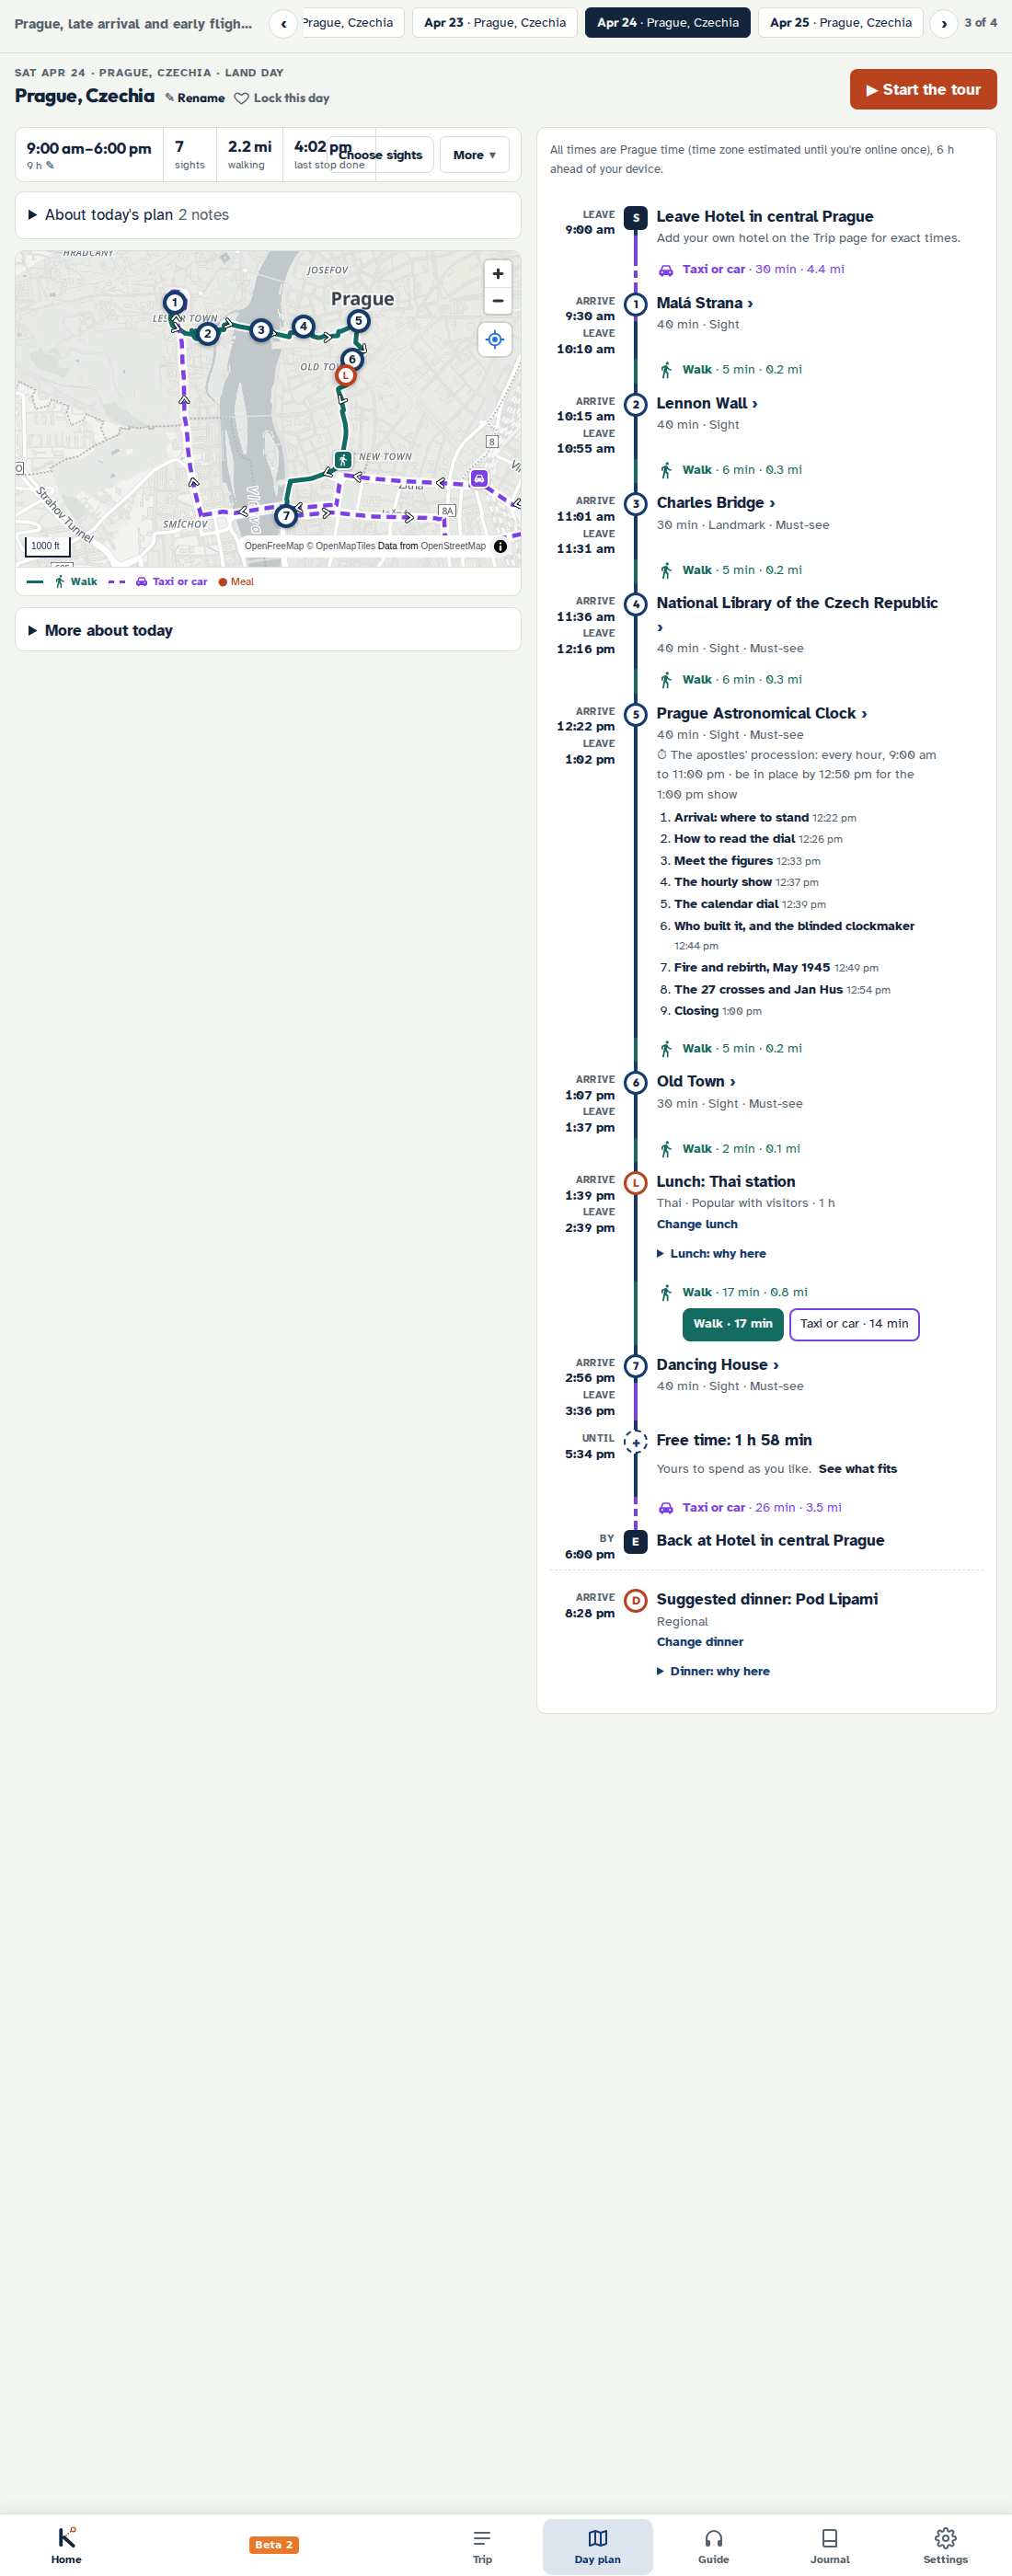 Prague, late arrival and early fligh...
‹
Prague, Czechia
Apr 23 · Prague, Czechia
Apr 24 · Prague, Czechia
Apr 25 · Prague, Czechia
›
3 of 4
SAT APR 24 · PRAGUE, CZECHIA · LAND DAY
Prague, Czechia ✎ Rename ♡ Lock this day
▶ Start the tour
9:00 am–6:00 pm
9 h ✎
7
sights
2.2 mi
walking
4:02 pm
last stop done
Choose sights
More ▾
▶ About today's plan 2 notes
HRADČANY
JOSEFOV
Prague
LESSER TOWN
OLD TOWN
NEW TOWN
SMÍCHOV
Strahov Tunnel
Žitná
8
8A
1
2
3
4
5
6
L
7
+
−
1000 ft
OpenFreeMap © OpenMapTiles Data from OpenStreetMap
Walk
Taxi or car
Meal
▶ More about today
All times are Prague time (time zone estimated until you're online once), 6 h
ahead of your device.
LEAVE
9:00 am
S
Leave Hotel in central Prague
Add your own hotel on the Trip page for exact times.
Taxi or car · 30 min · 4.4 mi
ARRIVE
9:30 am
LEAVE
10:10 am
1
Malá Strana ›
40 min · Sight
Walk · 5 min · 0.2 mi
ARRIVE
10:15 am
LEAVE
10:55 am
2
Lennon Wall ›
40 min · Sight
Walk · 6 min · 0.3 mi
ARRIVE
11:01 am
LEAVE
11:31 am
3
Charles Bridge ›
30 min · Landmark · Must-see
Walk · 5 min · 0.2 mi
ARRIVE
11:36 am
LEAVE
12:16 pm
4
National Library of the Czech Republic
›
40 min · Sight · Must-see
Walk · 6 min · 0.3 mi
ARRIVE
12:22 pm
LEAVE
1:02 pm
5
Prague Astronomical Clock ›
40 min · Sight · Must-see
⏱ The apostles' procession: every hour, 9:00 am
to 11:00 pm · be in place by 12:50 pm for the
1:00 pm show
1. Arrival: where to stand 12:22 pm
2. How to read the dial 12:26 pm
3. Meet the figures 12:33 pm
4. The hourly show 12:37 pm
5. The calendar dial 12:39 pm
6. Who built it, and the blinded clockmaker
12:44 pm
7. Fire and rebirth, May 1945 12:49 pm
8. The 27 crosses and Jan Hus 12:54 pm
9. Closing 1:00 pm
Walk · 5 min · 0.2 mi
ARRIVE
1:07 pm
LEAVE
1:37 pm
6
Old Town ›
30 min · Sight · Must-see
Walk · 2 min · 0.1 mi
ARRIVE
1:39 pm
LEAVE
2:39 pm
L
Lunch: Thai station
Thai · Popular with visitors · 1 h
Change lunch
▶ Lunch: why here
Walk · 17 min · 0.8 mi
Walk · 17 min
Taxi or car · 14 min
ARRIVE
2:56 pm
LEAVE
3:36 pm
7
Dancing House ›
40 min · Sight · Must-see
UNTIL
5:34 pm
+
Free time: 1 h 58 min
Yours to spend as you like. See what fits
Taxi or car · 26 min · 3.5 mi
BY
6:00 pm
E
Back at Hotel in central Prague
ARRIVE
8:28 pm
D
Suggested dinner: Pod Lipami
Regional
Change dinner
▶ Dinner: why here
Home
Beta 2
Trip
Day plan
Guide
Journal
Settings